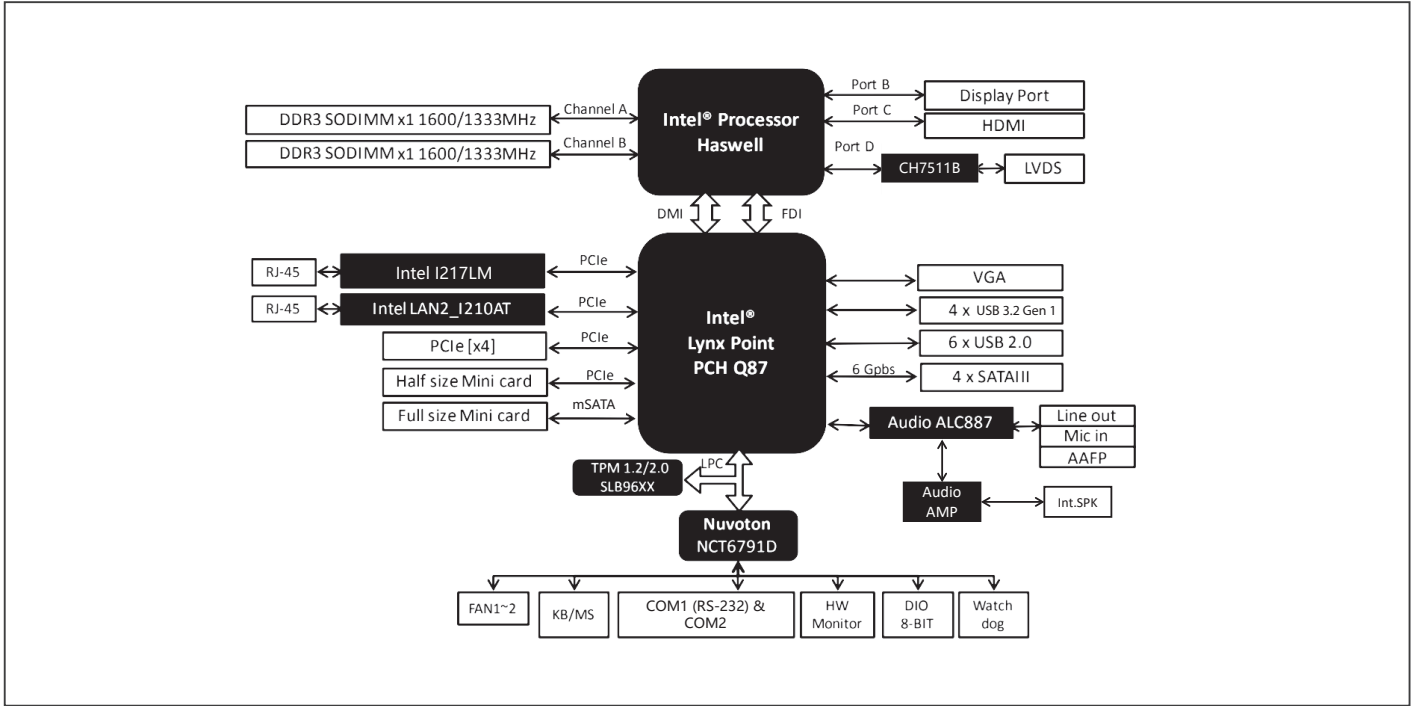 Intel® Processor
Haswell
DDR3 SODIMM x1 1600/1333MHz
Channel A
DDR3 SODIMM x1 1600/1333MHz
Channel B
Port B
Display Port
Port C
HDMI
Port D
CH7511B
LVDS
DMI
FDI
Intel®
Lynx Point
PCH Q87
RJ-45
Intel I217LM
PCIe
RJ-45
Intel LAN2_I210AT
PCIe
PCIe [x4]
PCIe
Half size Mini card
PCIe
Full size Mini card
mSATA
VGA
4 x USB 3.2 Gen 1
6 x USB 2.0
6 Gpbs
4 x SATAIII
Audio ALC887
Line out
Mic in
AAFP
Audio
AMP
Int.SPK
LPC
TPM 1.2/2.0
SLB96XX
Nuvoton
NCT6791D
FAN1~2
KB/MS
COM1 (RS-232) &
COM2
HW
Monitor
DIO
8-BIT
Watch
dog